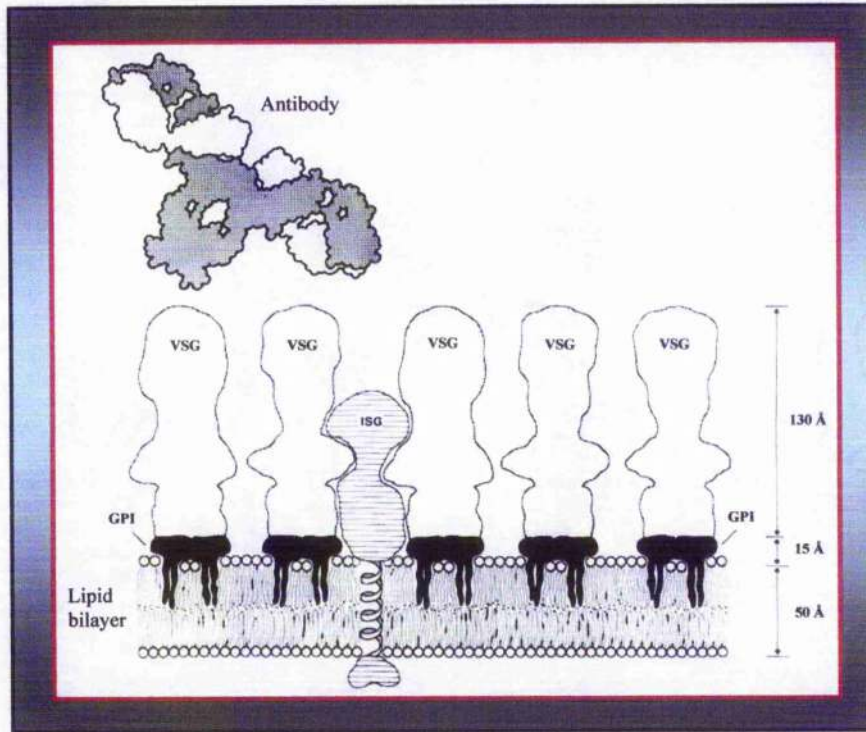 Antibody
VSG VSG VSG VSG VSG
ISG
130 Å
GPI GPI
15 Å
Lipid
bilayer
50 Å